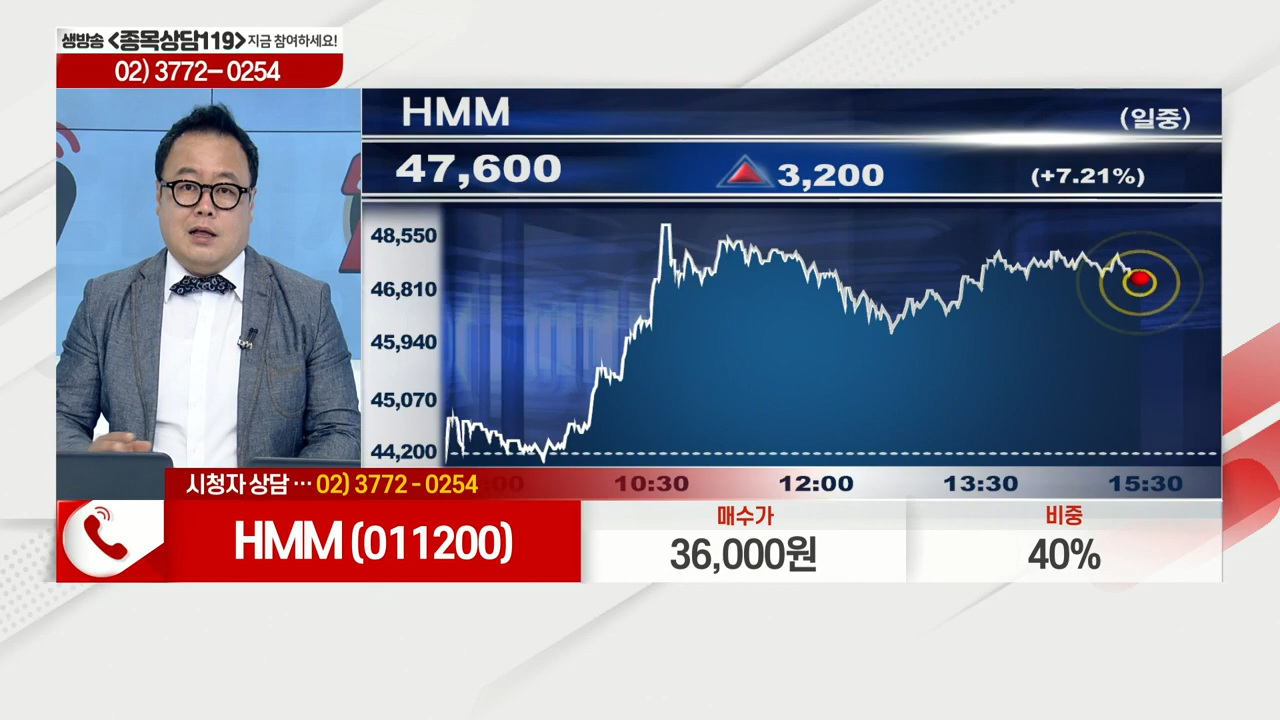 생방송 <종목상담119> 지금 참여하세요!
02) 3772-0254
HMM
(일중)
47,600 3,200 (+7.21%)
48,550
46,810
45,940
45,070
44,200
10:30 12:00 13:30 15:30
시청자 상담 … 02) 3772-0254
HMM (011200)
매수가
36,000원
비중
40%